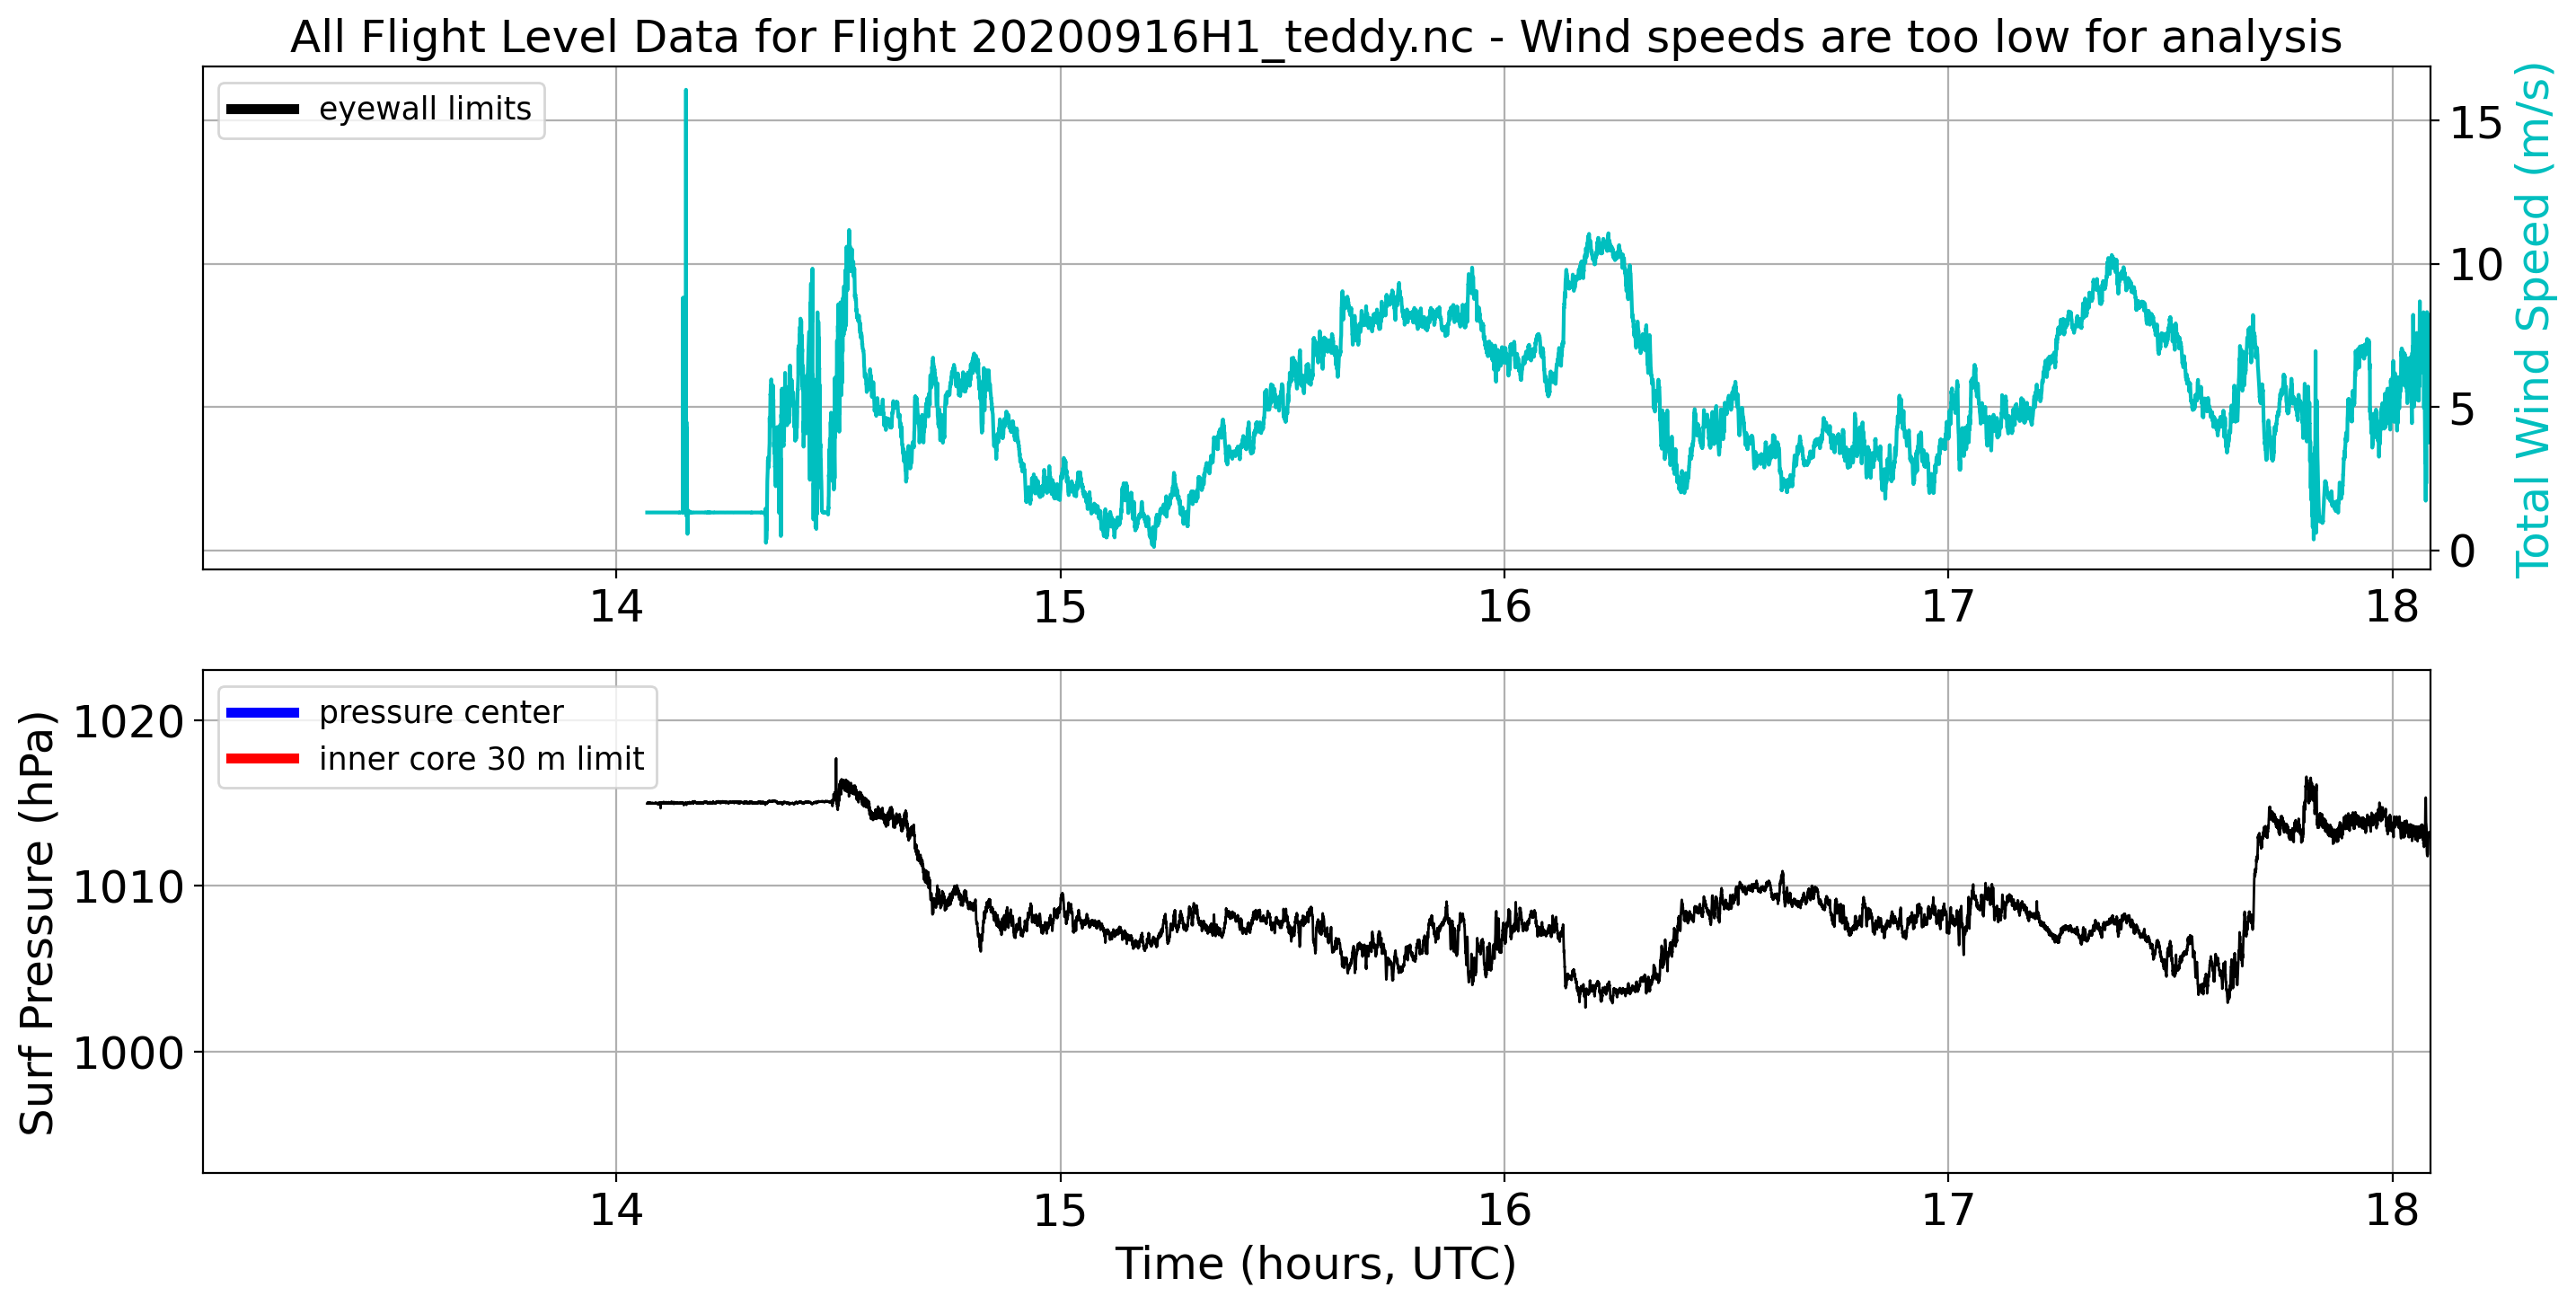 All Flight Level Data for Flight 20200916H1_teddy.nc - Wind speeds are too low for analysis
eyewall limits
15
10
5
0
Total Wind Speed (m/s)
14 15 16 17 18
pressure center
inner core 30 m limit
1020
1010
1000
Surf Pressure (hPa)
14 15 16 17 18
Time (hours, UTC)